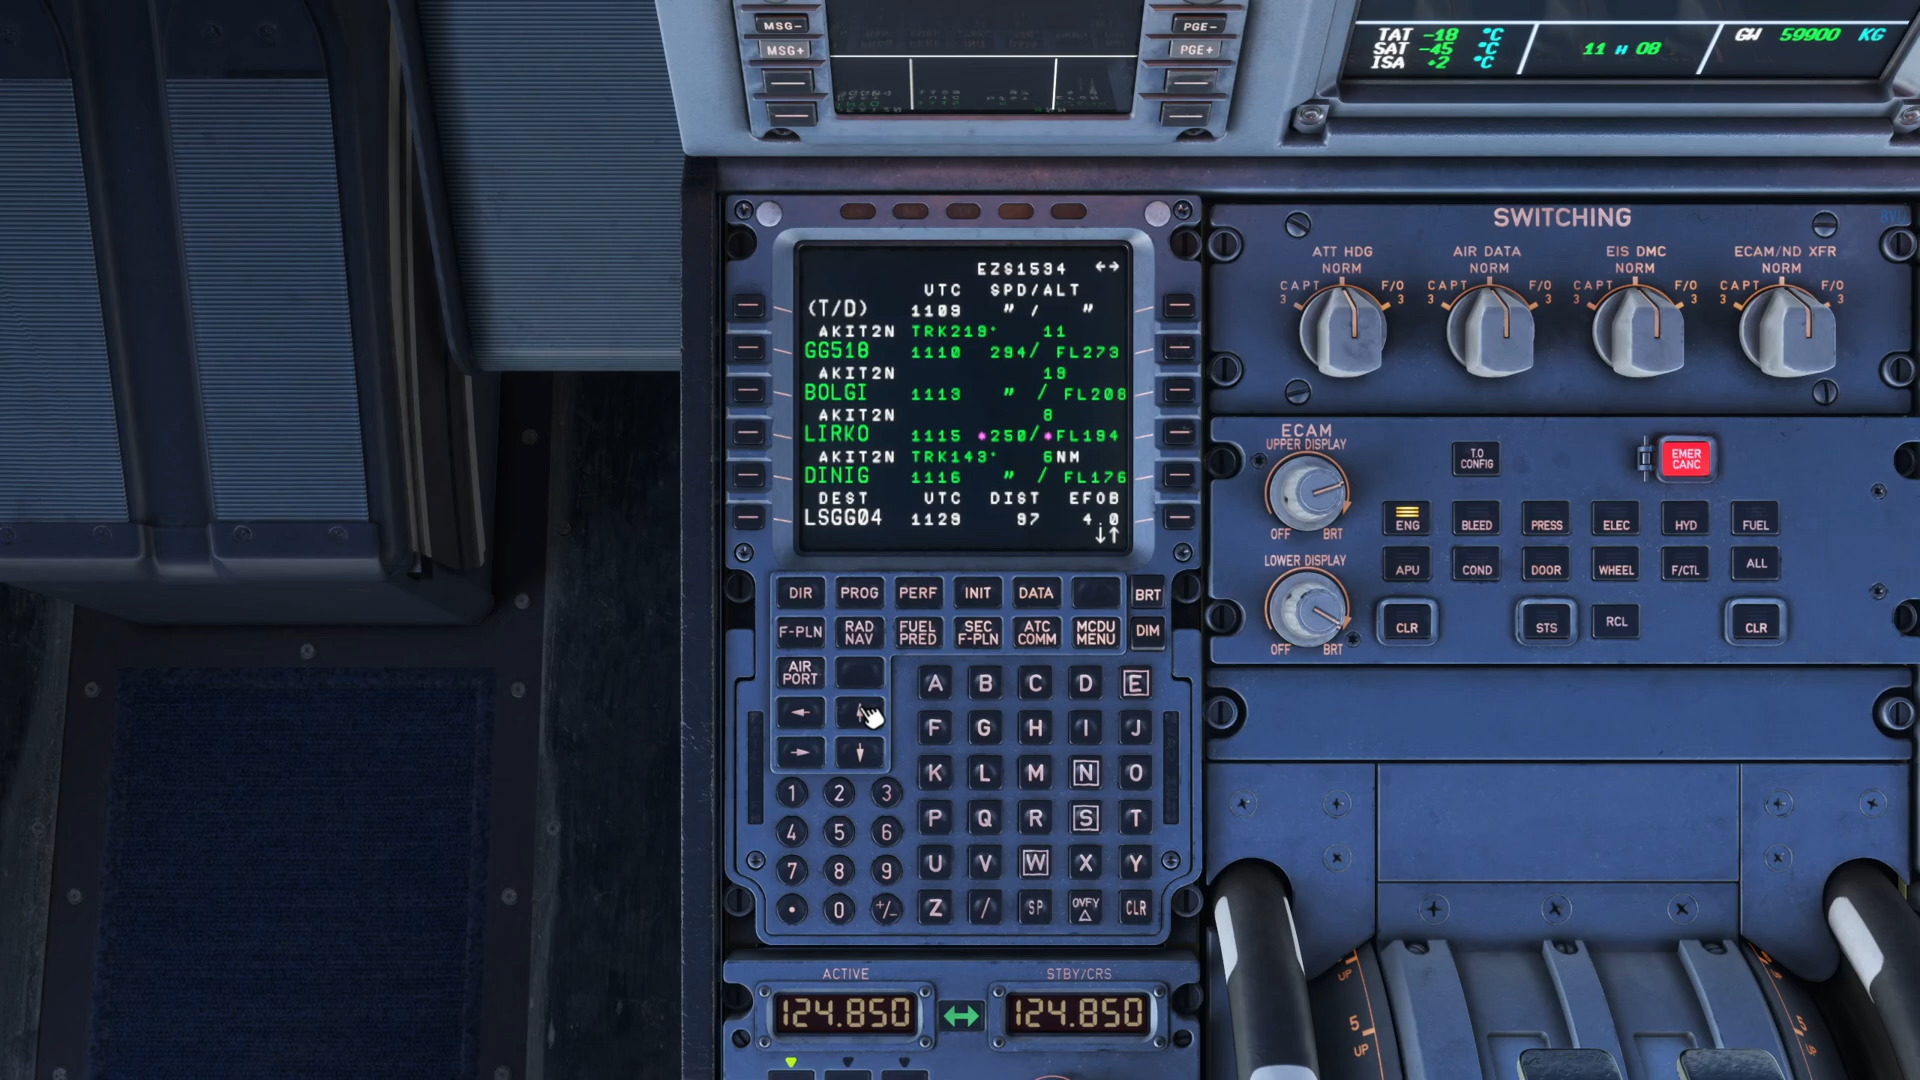 MSG-
MSG+
PGE-
PGE+
TAT -18 °C
SAT -45 °C
ISA +2 °C
11 H 08
GW 59900 KG
EZS1534 ↔
UTC SPD/ALT
(T/D) 1109 " / "
AKIT2N TRK219° 11
GG518 1110 294/ FL273
AKIT2N 19
BOLGI 1113 " / FL208
AKIT2N 8
LIRKO 1115 *250/*FL194
AKIT2N TRK143° 6NM
DINIG 1116 " / FL176
DEST UTC DIST EFOB
LSGG04 1129 97 4.0
↓↑
DIR PROG PERF INIT DATA BRT
F-PLN RAD NAV FUEL PRED SEC F-PLN ATC COMM MCDU MENU DIM
AIR PORT
← ↑
→ ↓
A B C D E
F G H I J
K L M N O
P Q R S T
U V W X Y
Z / SP OVFY △ CLR
1 2 3
4 5 6
7 8 9
. 0 +/-
ACTIVE STBY/CRS
124.850 124.850
SWITCHING
ATT HDG AIR DATA EIS DMC ECAM/ND XFR
NORM NORM NORM NORM
CAPT F/O CAPT F/O CAPT F/O CAPT F/O
3 3 3 3 3 3 3 3
ECAM
UPPER DISPLAY
OFF BRT
LOWER DISPLAY
OFF BRT
T.O CONFIG
EMER CANC
ENG BLEED PRESS ELEC HYD FUEL
APU COND DOOR WHEEL F/CTL ALL
CLR STS RCL CLR
UP
5
UP